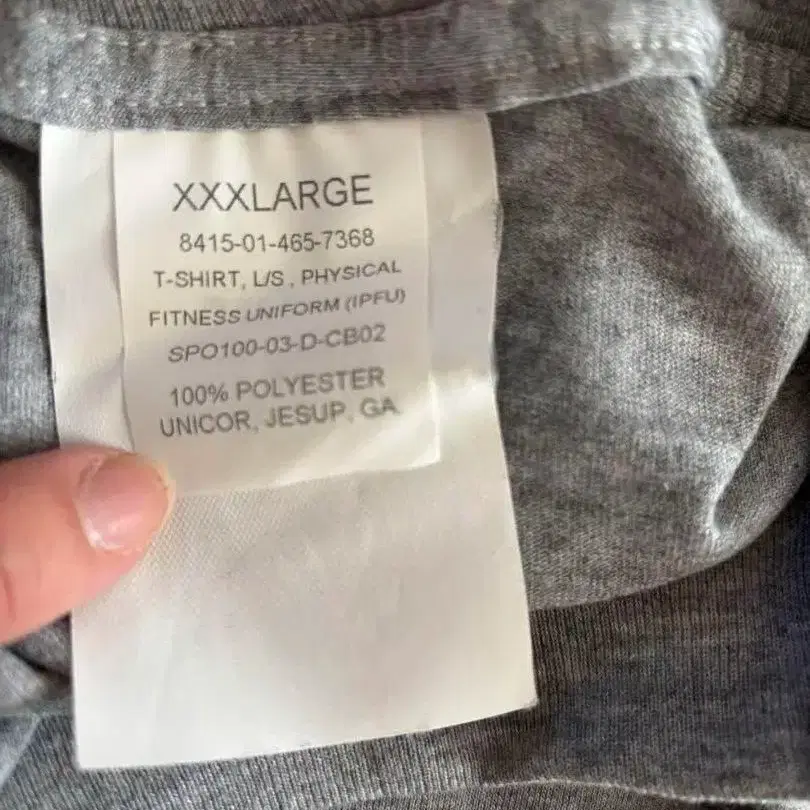 XXXLARGE
8415-01-465-7368
T-SHIRT, L/S , PHYSICAL
FITNESS UNIFORM (IPFU)
SPO100-03-D-CB02
100% POLYESTER
UNICOR, JESUP, GA.